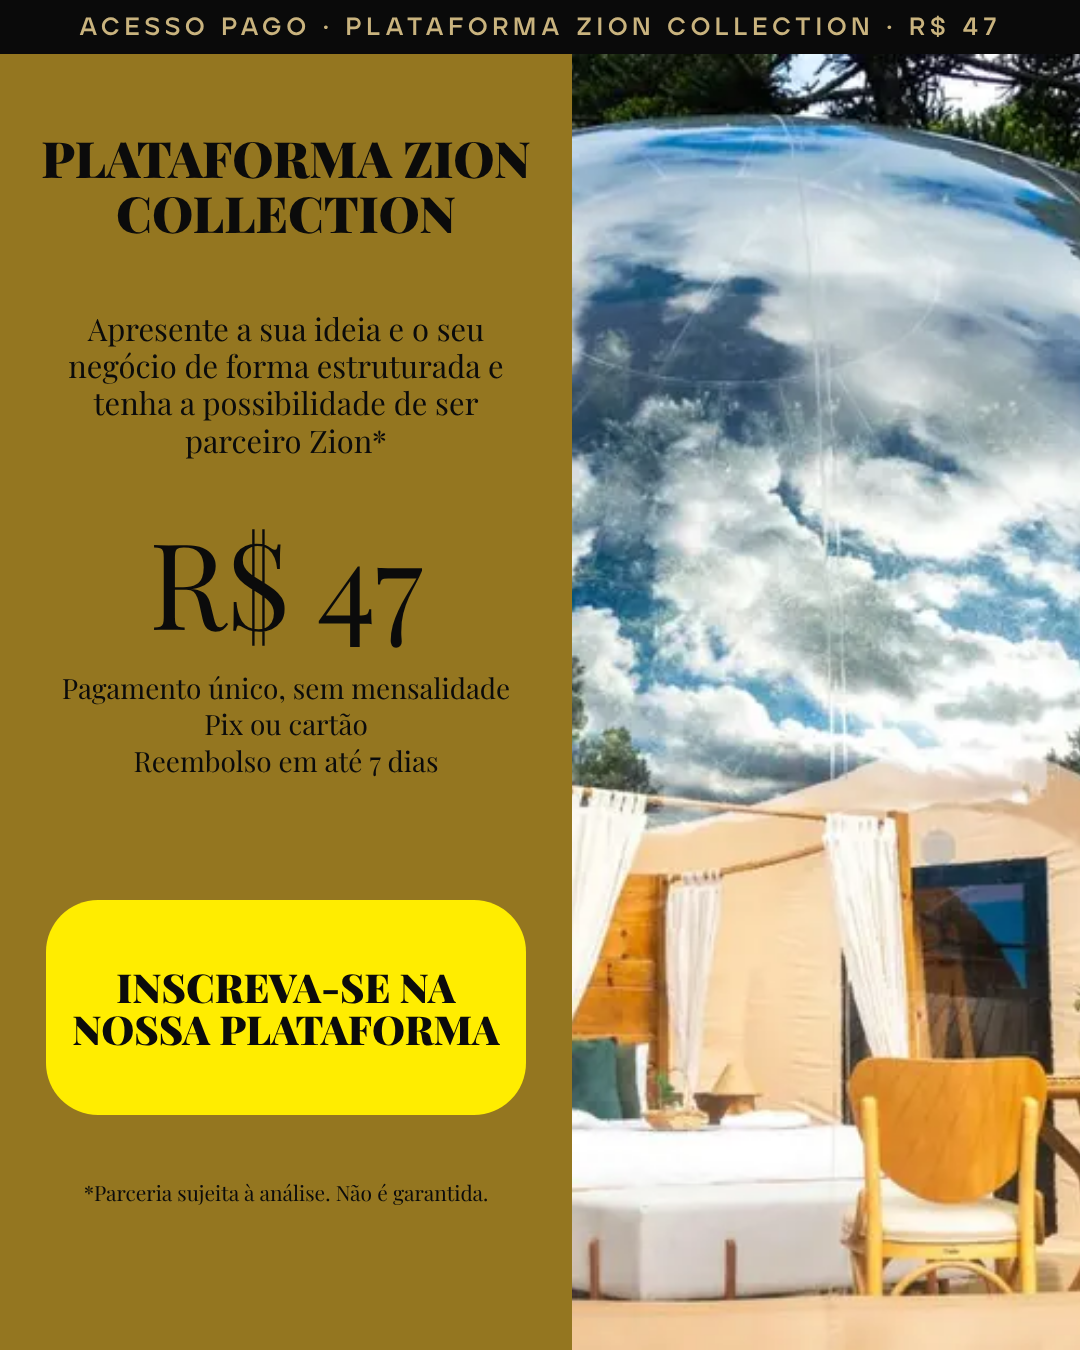 ACESSO PAGO · PLATAFORMA ZION COLLECTION · R$ 47
PLATAFORMA ZION
COLLECTION
Apresente a sua ideia e o seu
negócio de forma estruturada e
tenha a possibilidade de ser
parceiro Zion*
R$ 47
Pagamento único, sem mensalidade
Pix ou cartão
Reembolso em até 7 dias
INSCREVA-SE NA
NOSSA PLATAFORMA
*Parceria sujeita à análise. Não é garantida.